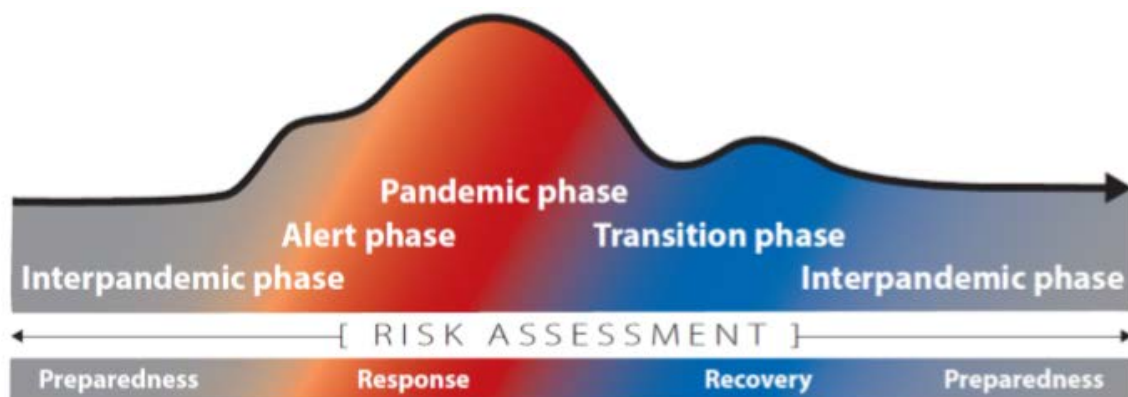 Pandemic phase
Alert phase Transition phase
Interpandemic phase Interpandemic phase
[ RISK ASSESSMENT ]
Preparedness Response Recovery Preparedness